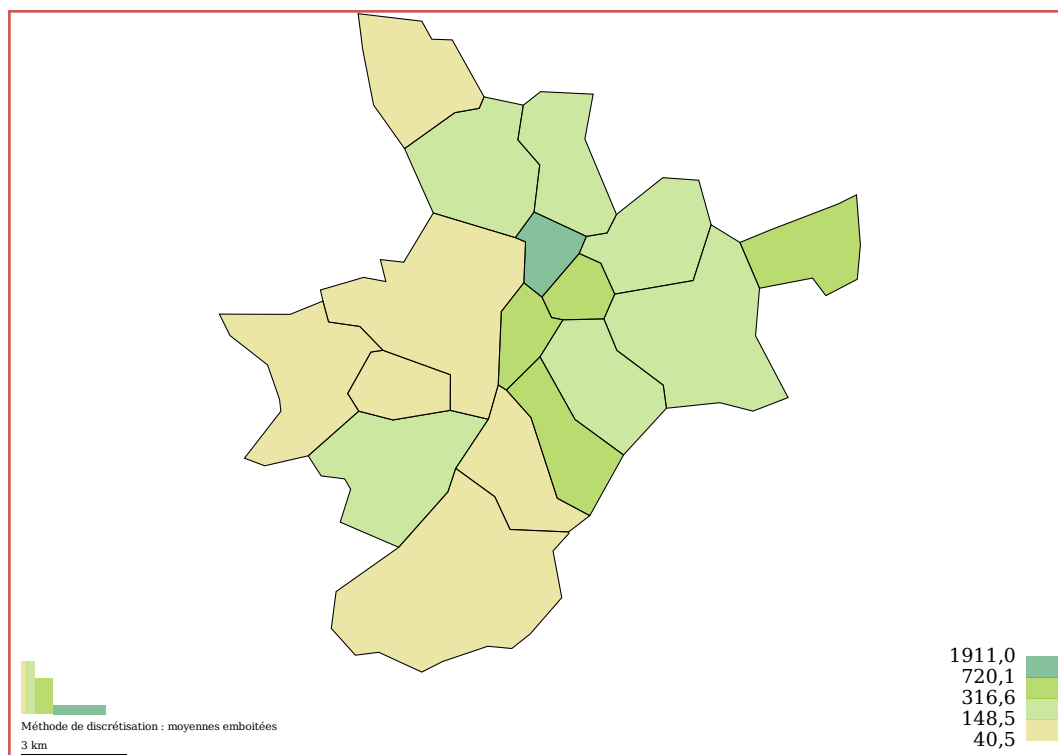 1911,0
720,1
316,6
148,5
40,5
Méthode de discrétisation : moyennes emboitées
3 km